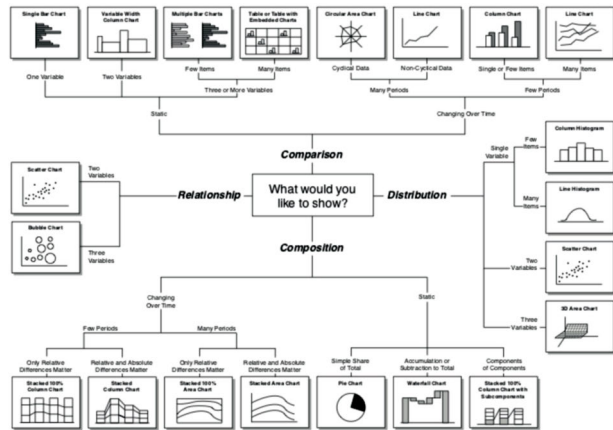 Single Bar Chart
Variable Width
Column Chart
Multiple Bar Charts
Table or Table with
Embedded Charts
Circular Area Chart
Line Chart
Column Chart
Line Chart
One Variable
Two Variables
Few Items
Many Items
Cyclical Data
Non-Cyclical Data
Single or Few Items
Many Items
Three or More Variables
Many Periods
Few Periods
Static
Changing Over Time
Comparison
Relationship
What would you
like to show?
Distribution
Composition
Scatter Chart
Two
Variables
Bubble Chart
Three
Variables
Single
Variable
Few
Items
Column Histogram
Many
Items
Line Histogram
Two
Variables
Scatter Chart
Three
Variables
3D Area Chart
Changing
Over Time
Static
Few Periods
Many Periods
Only Relative
Differences Matter
Relative and Absolute
Differences Matter
Only Relative
Differences Matter
Relative and Absolute
Differences Matter
Simple Share
of Total
Accumulation or
Subtraction to Total
Components
of Components
Stacked 100%
Column Chart
Stacked
Column Chart
Stacked 100%
Area Chart
Stacked Area Chart
Pie Chart
Waterfall Chart
Stacked 100%
Column Chart with
Subcomponents